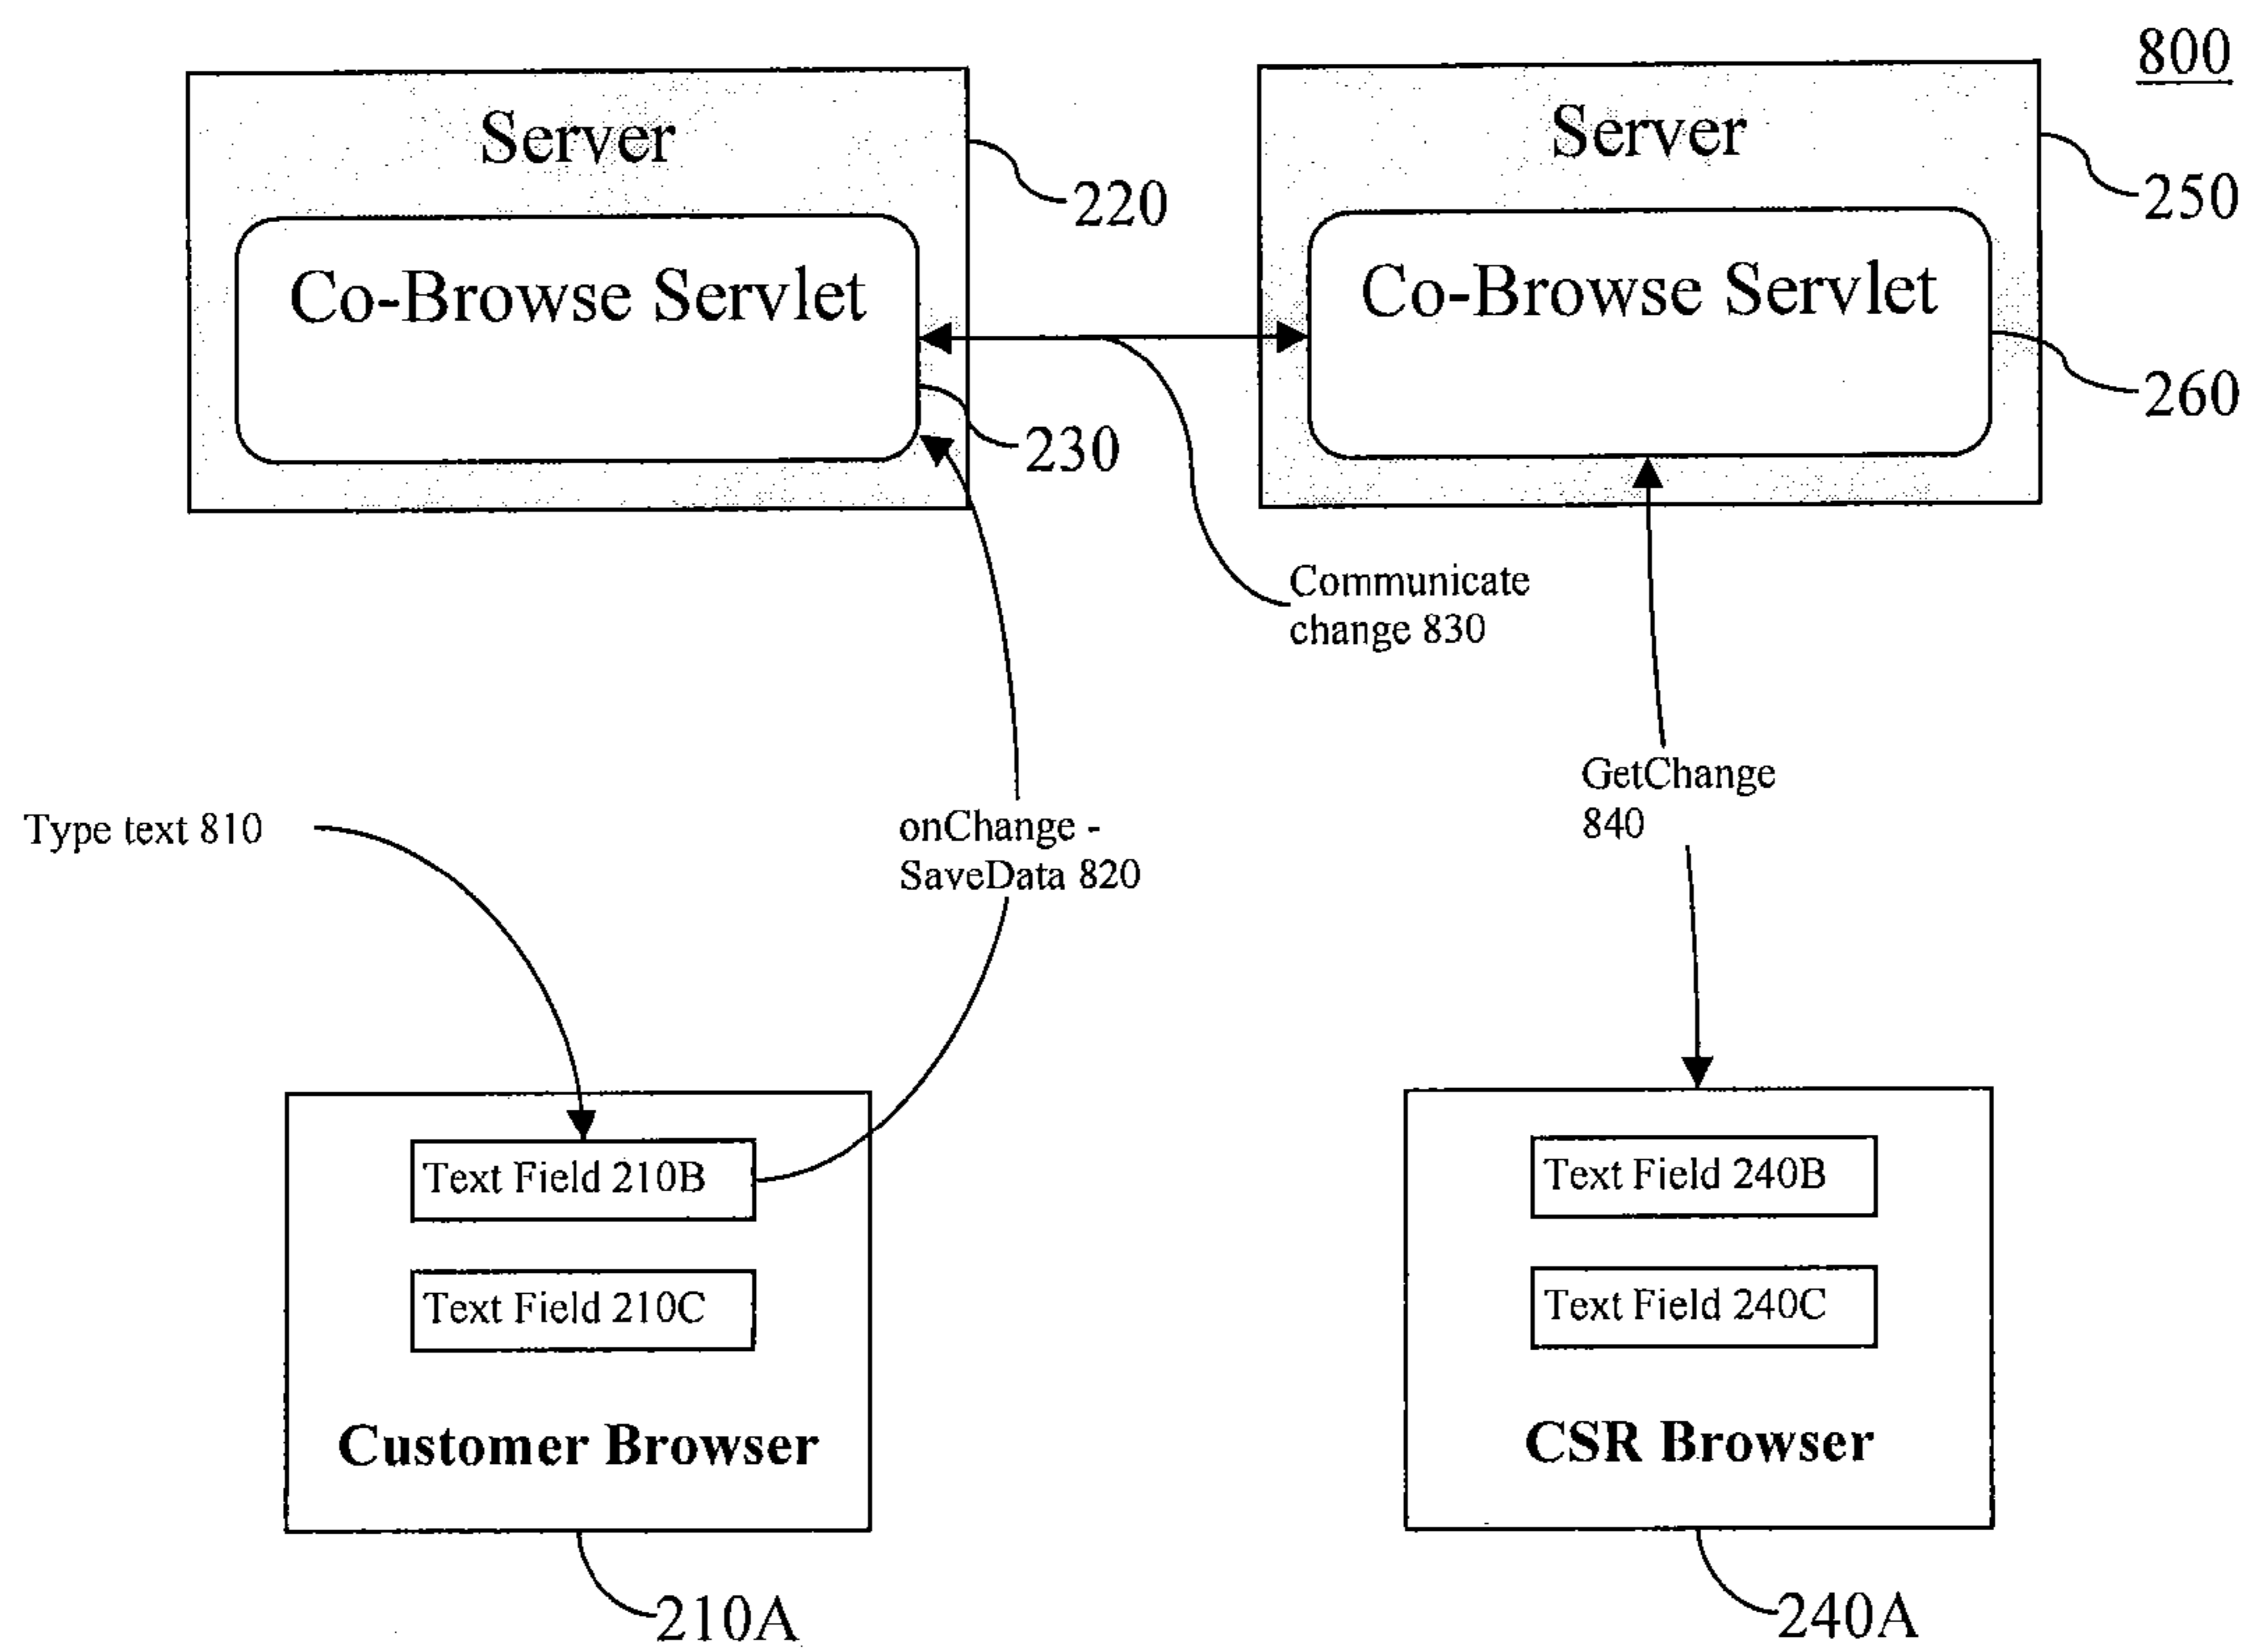 800
Server
Server
220
250
Co-Browse Servlet
Co-Browse Servlet
230
260
Communicate
change 830
GetChange
840
Type text 810
onChange -
SaveData 820
Text Field 210B
Text Field 240B
Text Field 210C
Text Field 240C
Customer Browser
CSR Browser
210A
240A